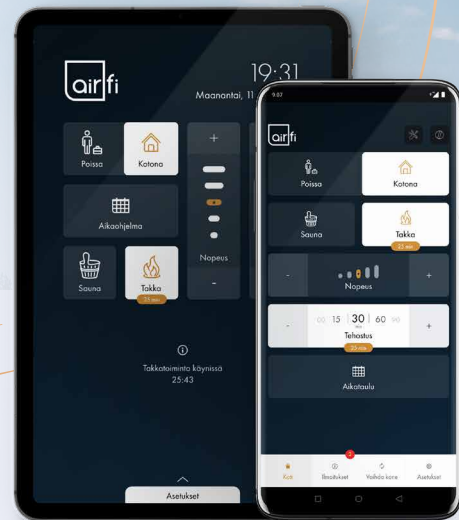 airfi
19:31
Maanantai, 11
Poissa
Kotona
+
Aikaohjelma
Nopeus
Sauna
Takka
25 min
-
Takkatoiminto käynnissä
25:43
Asetukset
9.07
airfi
Poissa
Kotona
Sauna
Takka
25 min
- +
Nopeus
- 15 30 60 +
min
Tehostus
25 min
Aikataulu
Koti Ilmoitukset Vaihda kone Asetukset